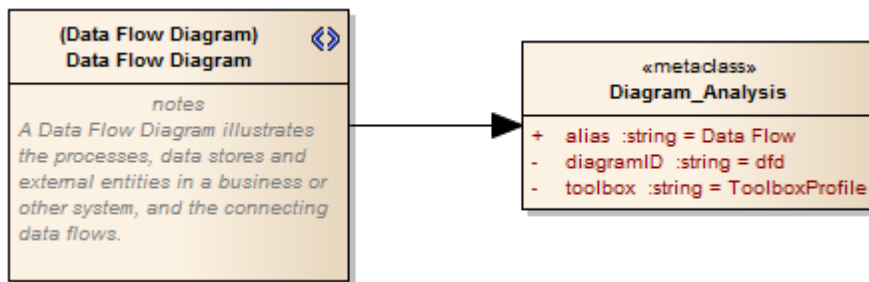 (Data Flow Diagram)
Data Flow Diagram
notes
A Data Flow Diagram illustrates
the processes, data stores and
external entities in a business or
other system, and the connecting
data flows.
«metaclass»
Diagram_Analysis
+ alias :string = Data Flow
- diagramID :string = dfd
- toolbox :string = ToolboxProfile